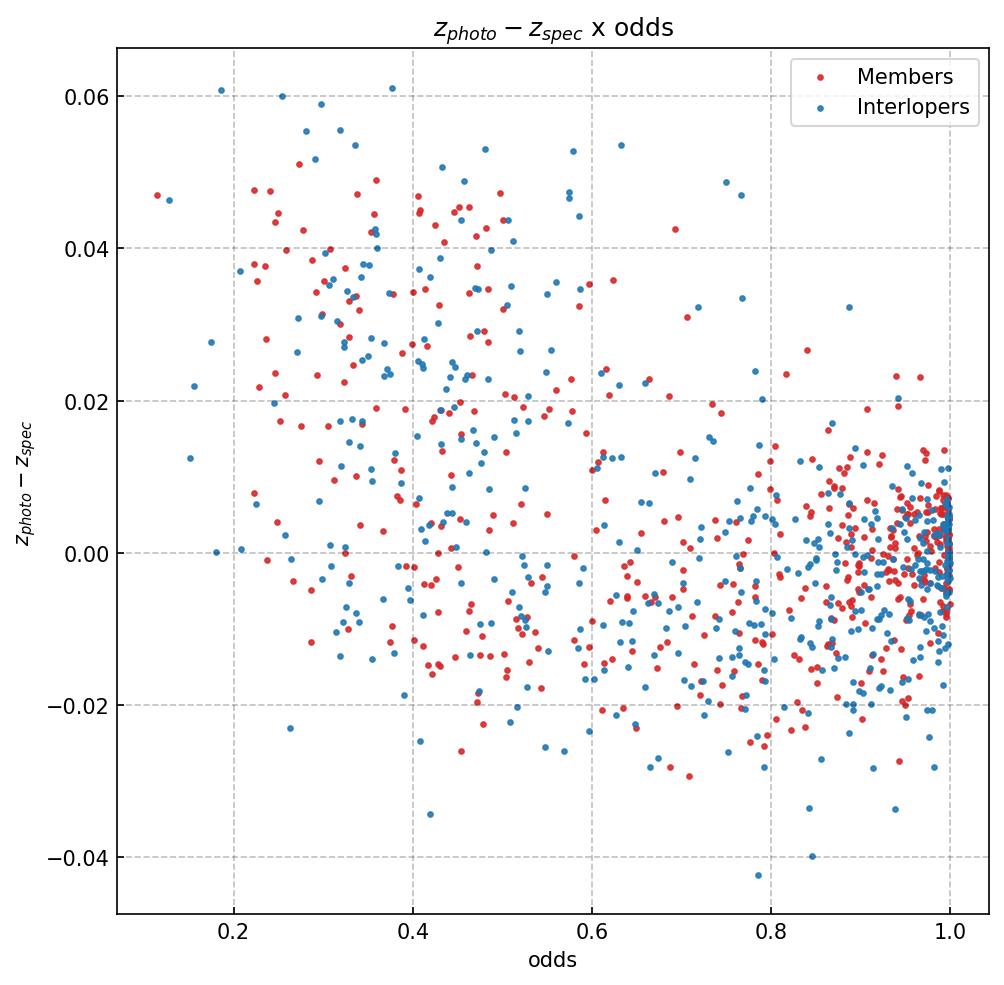 z_photo − z_spec x odds
Members
Interlopers
0.06
0.04
0.02
0.00
−0.02
−0.04
z_photo − z_spec
0.2
0.4
0.6
0.8
1.0
odds